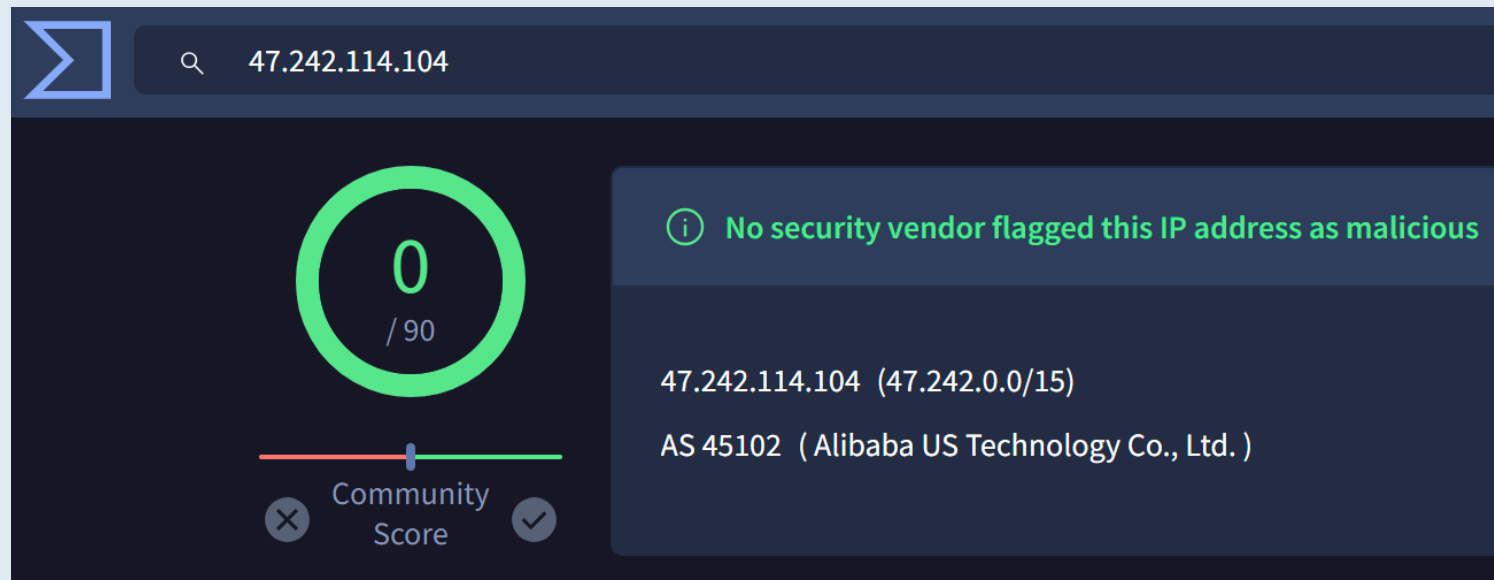 47.242.114.104
0
/ 90
Community
Score
No security vendor flagged this IP address as malicious
47.242.114.104 (47.242.0.0/15)
AS 45102 ( Alibaba US Technology Co., Ltd. )